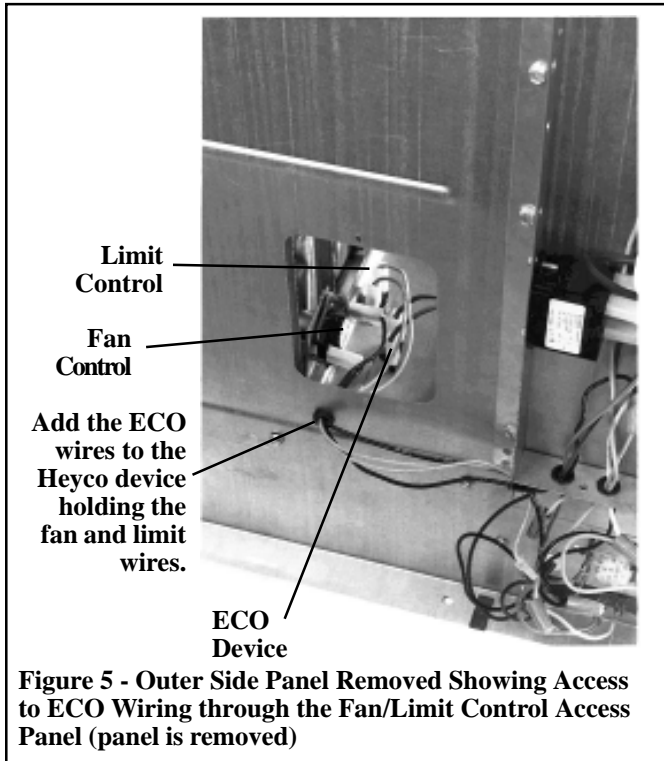 Limit
Control
Fan
Control
Add the ECO
wires to the
Heyco device
holding the
fan and limit
wires.
ECO
Device
Figure 5 - Outer Side Panel Removed Showing Access
to ECO Wiring through the Fan/Limit Control Access
Panel (panel is removed)